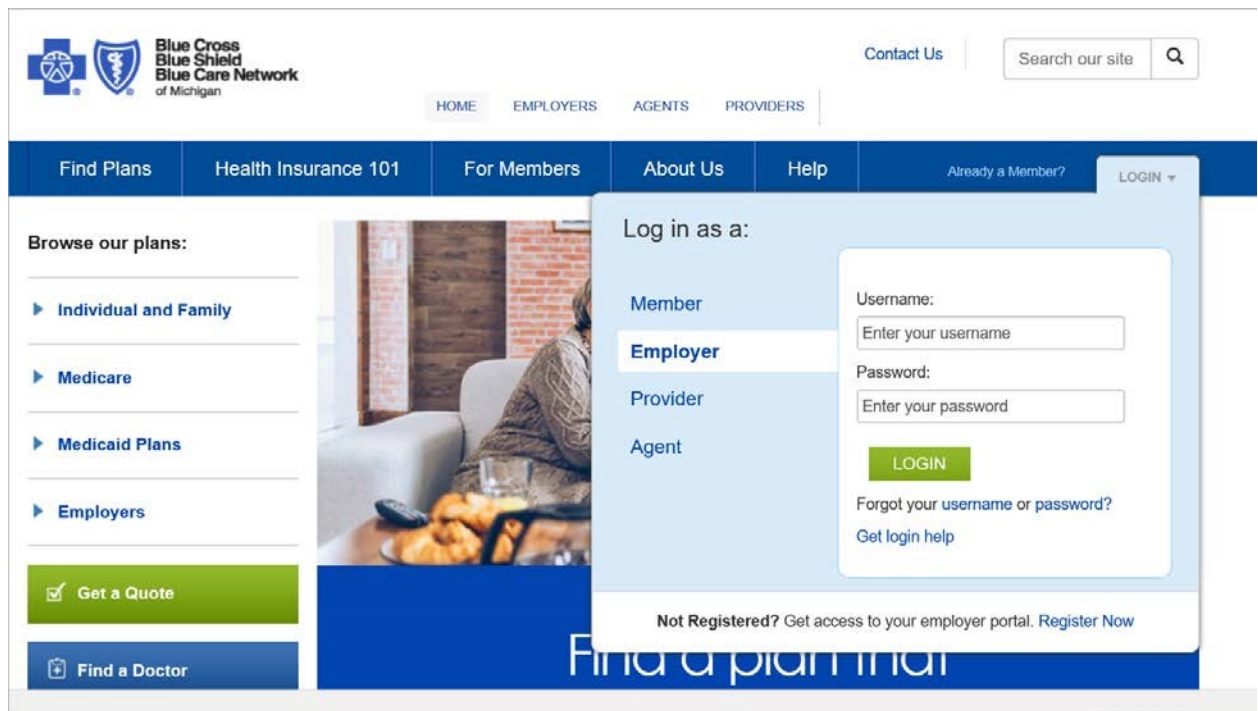 Blue Cross
Blue Shield
Blue Care Network
of Michigan
Contact Us
Search our site
HOME EMPLOYERS AGENTS PROVIDERS
Find Plans Health Insurance 101 For Members About Us Help Already a Member? LOGIN
Browse our plans:
Individual and Family
Medicare
Medicaid Plans
Employers
Get a Quote
Find a Doctor
Log in as a:
Member
Employer
Provider
Agent
Username:
Enter your username
Password:
Enter your password
LOGIN
Forgot your username or password?
Get login help
Not Registered? Get access to your employer portal. Register Now
Find a plan that